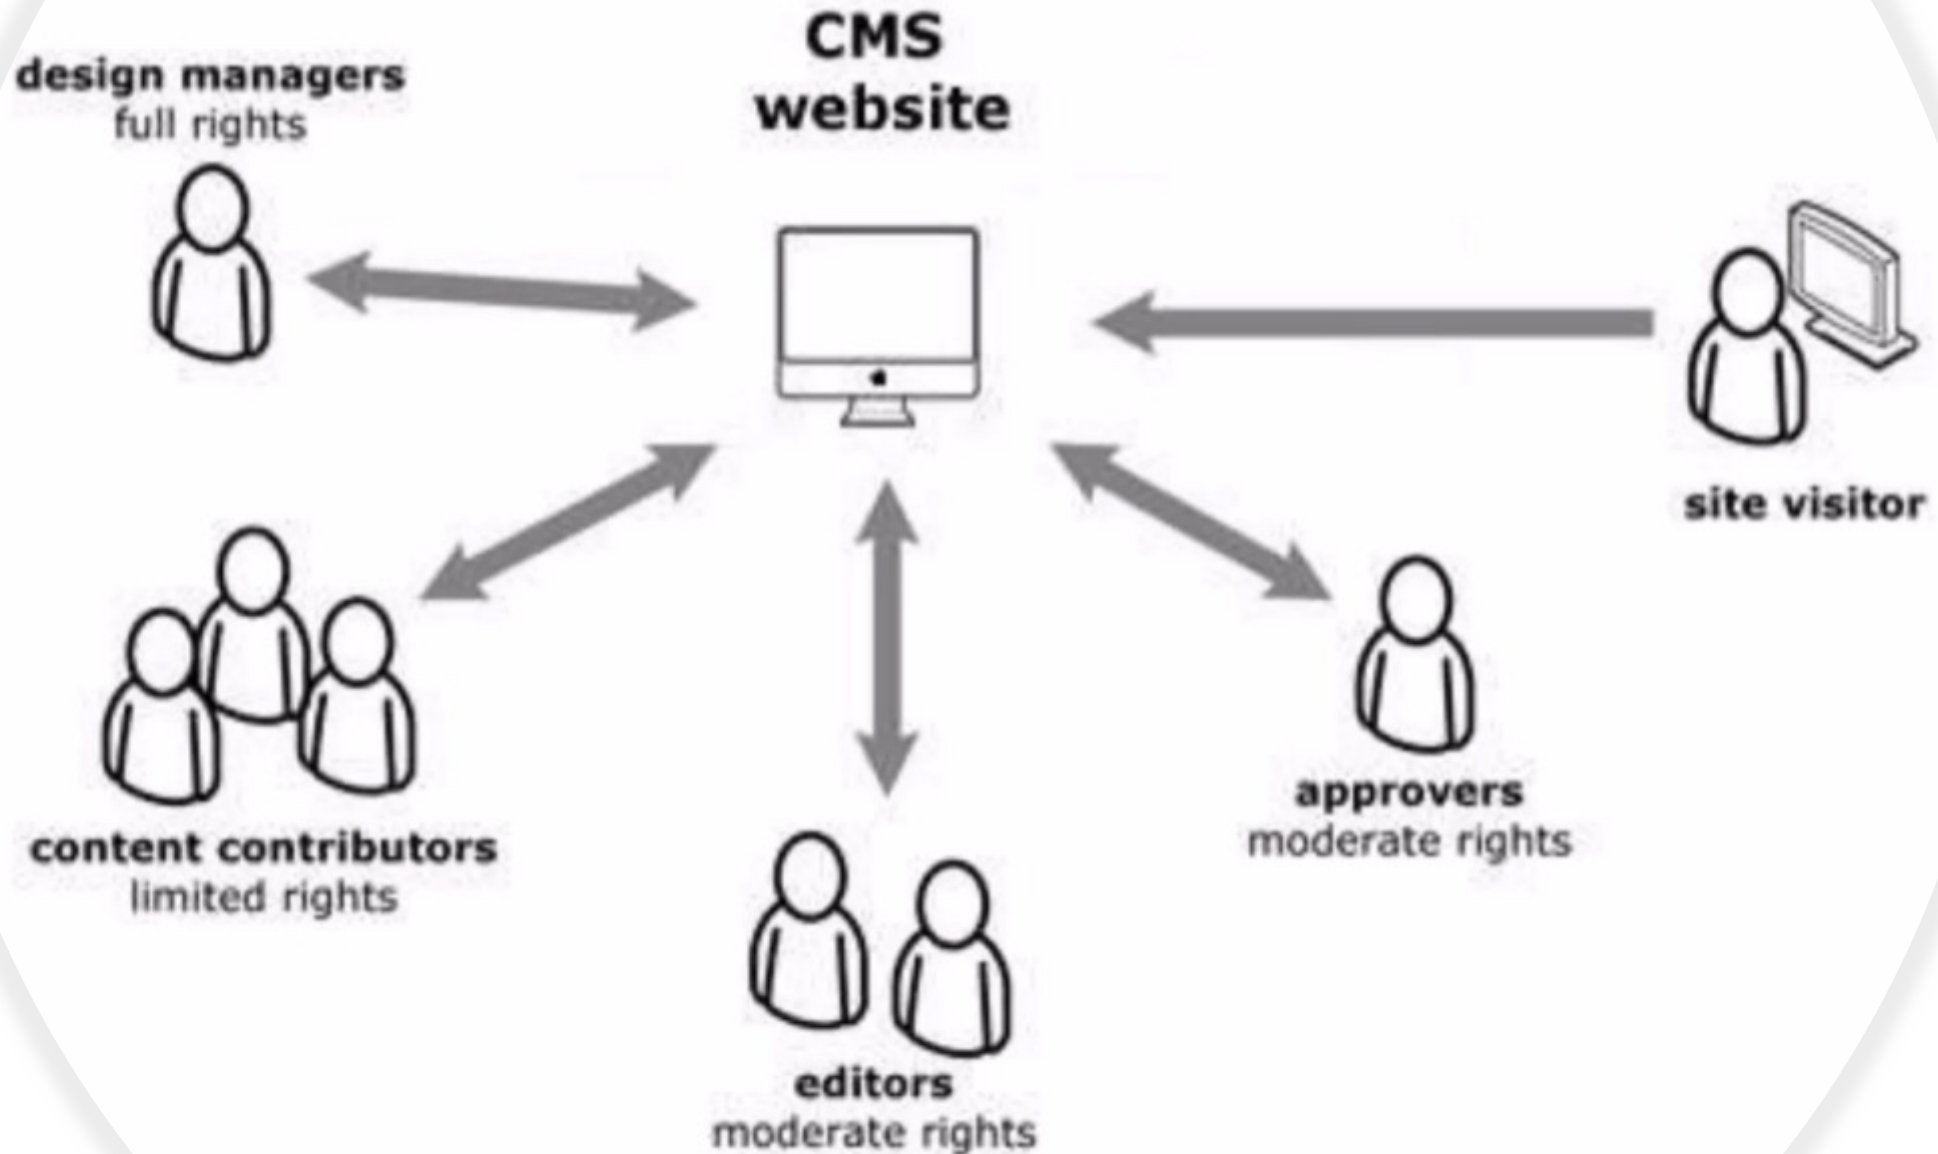 CMS
website
design managers
full rights
site visitor
approvers
moderate rights
content contributors
limited rights
editors
moderate rights